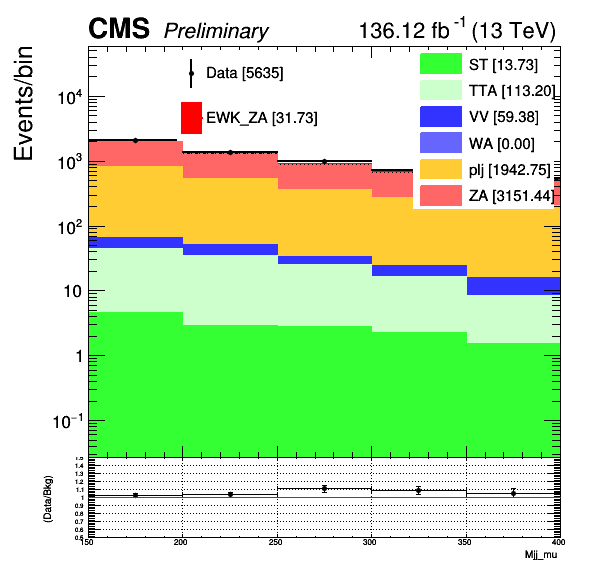 CMS Preliminary 136.12 fb⁻¹ (13 TeV)
Events/bin
Data [5635]
EWK_ZA [31.73]
ST [13.73]
TTA [113.20]
VV [59.38]
WA [0.00]
plj [1942.75]
ZA [3151.44]
10⁴
10³
10²
10
1
10⁻¹
(Data/Bkg)
1.5
1.4
1.3
1.2
1.1
1
0.9
0.8
0.7
0.6
0.5
150 200 250 300 350 400
Mjj_mu